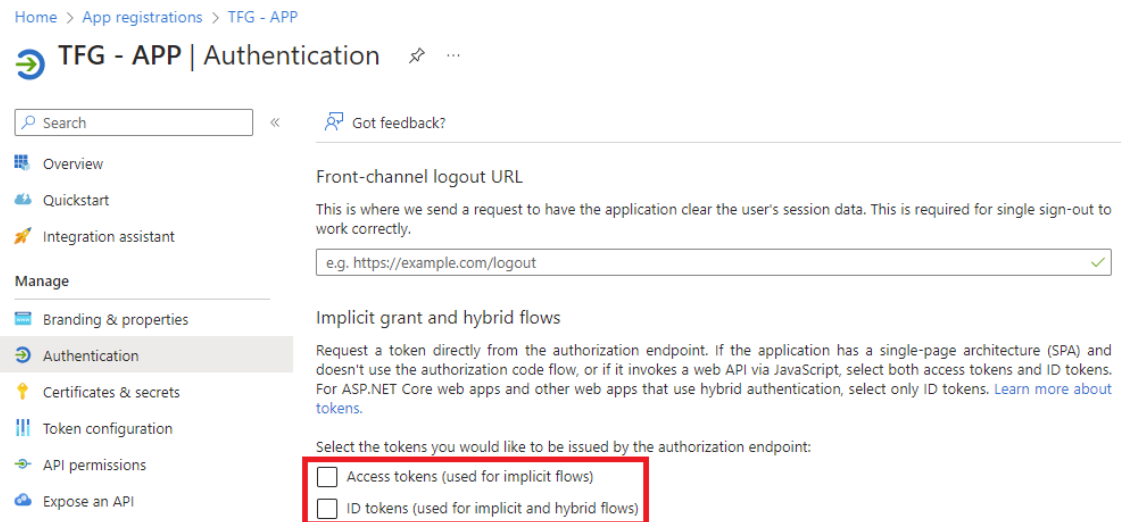 Home > App registrations > TFG - APP
TFG - APP | Authentication
Search
Got feedback?
Overview
Quickstart
Integration assistant
Manage
Branding & properties
Authentication
Certificates & secrets
Token configuration
API permissions
Expose an API
Front-channel logout URL
This is where we send a request to have the application clear the user's session data. This is required for single sign-out to
work correctly.
e.g. https://example.com/logout
Implicit grant and hybrid flows
Request a token directly from the authorization endpoint. If the application has a single-page architecture (SPA) and
doesn't use the authorization code flow, or if it invokes a web API via JavaScript, select both access tokens and ID tokens.
For ASP.NET Core web apps and other web apps that use hybrid authentication, select only ID tokens. Learn more about
tokens.
Select the tokens you would like to be issued by the authorization endpoint:
Access tokens (used for implicit flows)
ID tokens (used for implicit and hybrid flows)